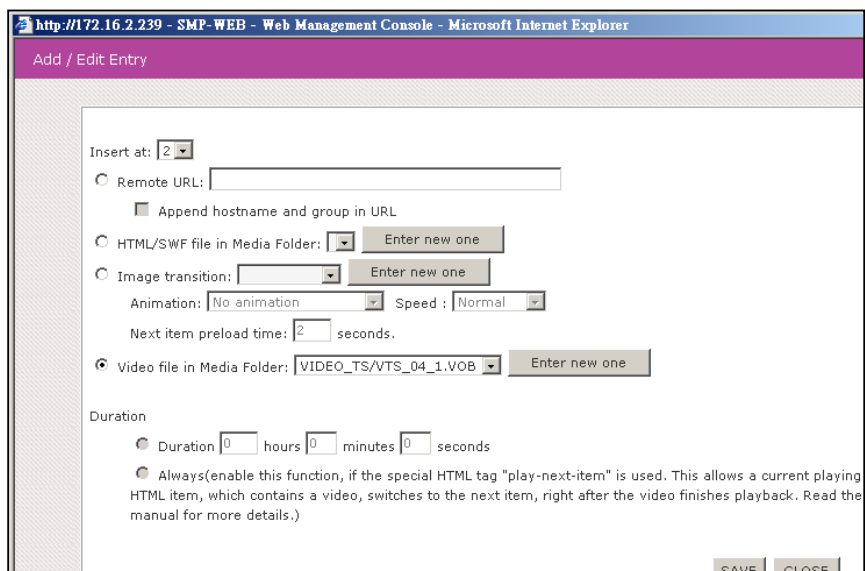 http://172.16.2.239 - SMP-WEB - Web Management Console - Microsoft Internet Explorer
Add / Edit Entry
Insert at: 2
Remote URL:
Append hostname and group in URL
HTML/SWF file in Media Folder: Enter new one
Image transition: Enter new one
Animation: No animation Speed : Normal
Next item preload time: 2 seconds.
Video file in Media Folder: VIDEO_TS/VTS_04_1.VOB Enter new one
Duration
Duration 0 hours 0 minutes 0 seconds
Always(enable this function, if the special HTML tag "play-next-item" is used. This allows a current playing
HTML item, which contains a video, switches to the next item, right after the video finishes playback. Read the
manual for more details.)
SAVE CLOSE